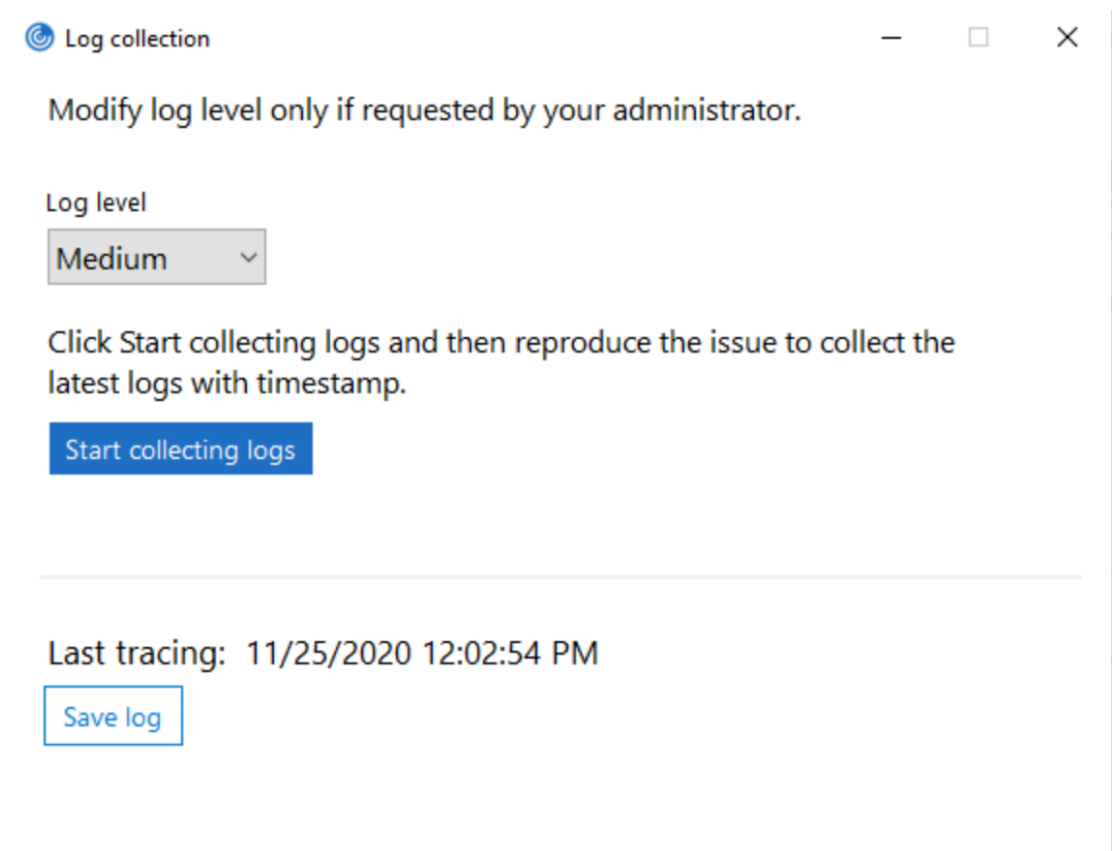 Log collection
Modify log level only if requested by your administrator.
Log level
Medium
Click Start collecting logs and then reproduce the issue to collect the
latest logs with timestamp.
Start collecting logs
Last tracing: 11/25/2020 12:02:54 PM
Save log